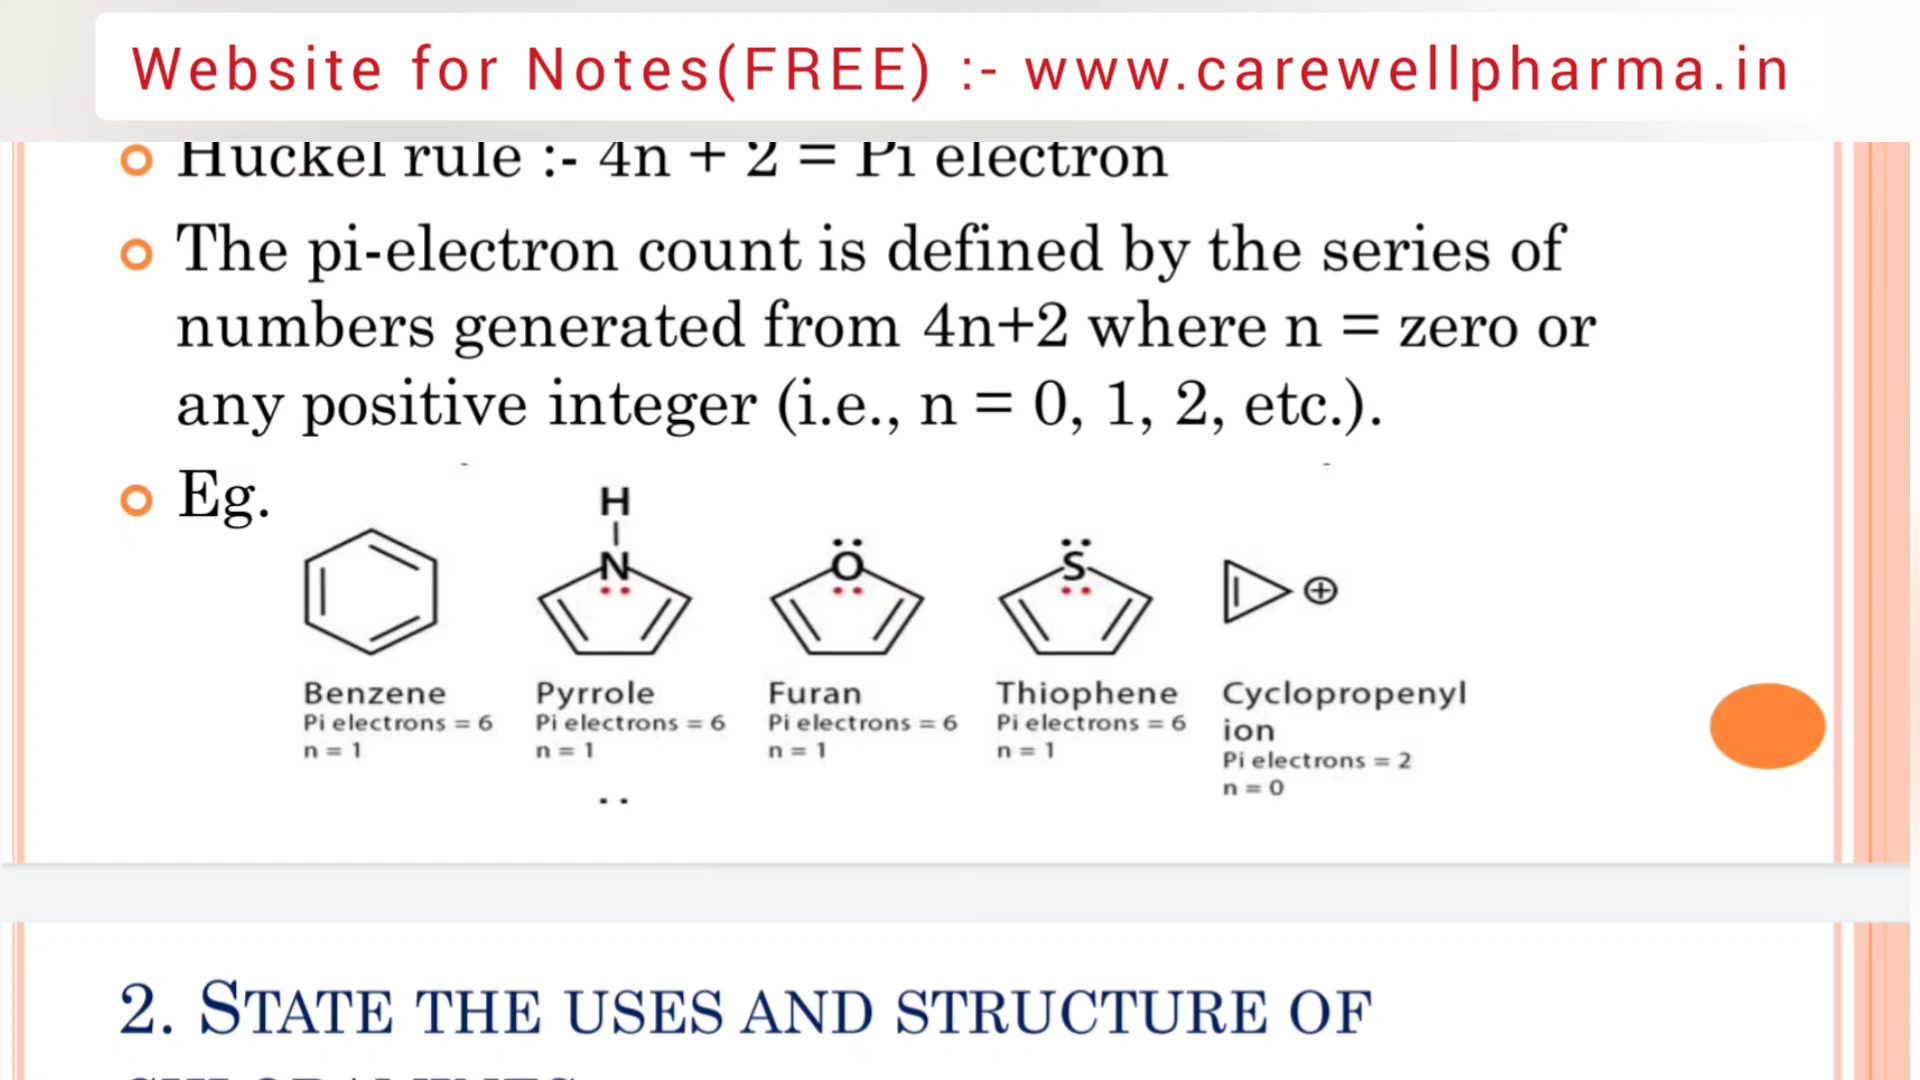 Website for Notes(FREE) :- www.carewellpharma.in
Huckel rule :- 4n + 2 = Pi electron
The pi-electron count is defined by the series of
numbers generated from 4n+2 where n = zero or
any positive integer (i.e., n = 0, 1, 2, etc.).
Eg.
H
N
O
S
⊕
Benzene
Pi electrons = 6
n = 1
Pyrrole
Pi electrons = 6
n = 1
Furan
Pi electrons = 6
n = 1
Thiophene
Pi electrons = 6
n = 1
Cyclopropenyl
ion
Pi electrons = 2
n = 0
2. STATE THE USES AND STRUCTURE OF